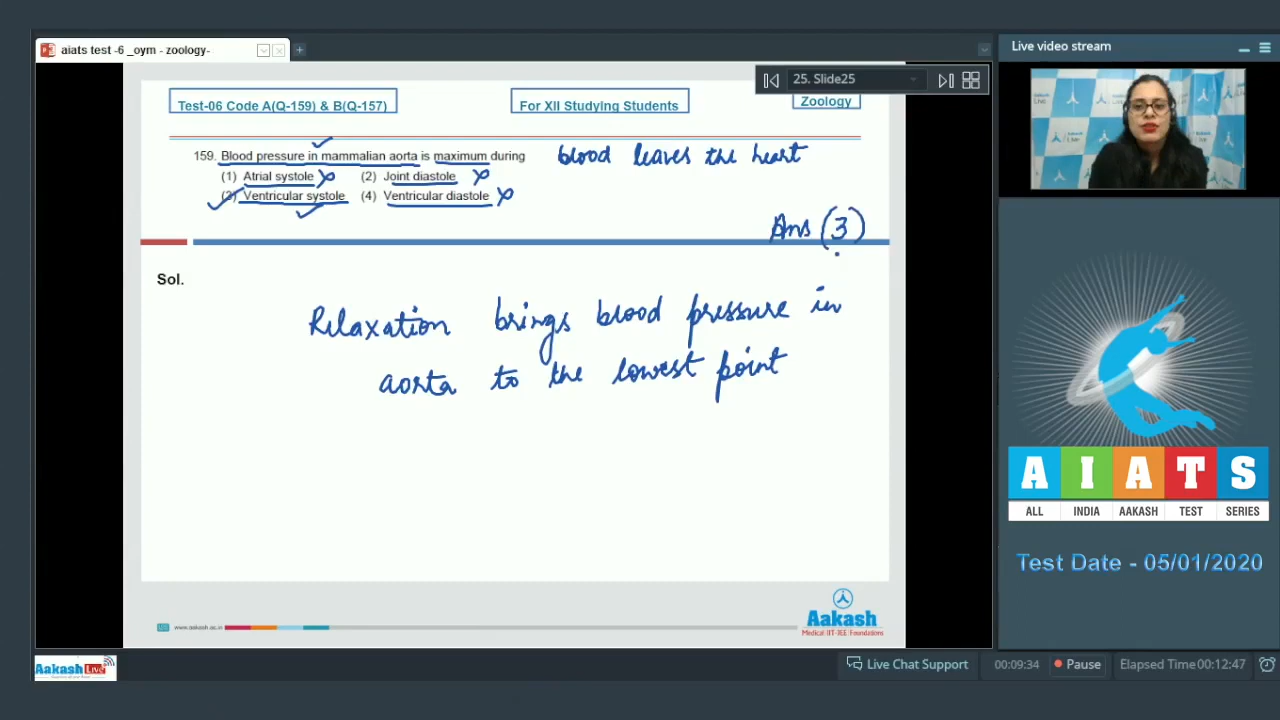 aiats test -6 _oym - zoology-
Live video stream
25. Slide25
Test-06 Code A(Q-159) & B(Q-157)
For XII Studying Students
Zoology
159. Blood pressure in mammalian aorta is maximum during
blood leaves the heart
(1) Atrial systole (2) Joint diastole
(3) Ventricular systole (4) Ventricular diastole
Ans (3)
Sol.
Relaxation brings blood pressure in
aorta to the lowest point
A I A T S
ALL INDIA AAKASH TEST SERIES
Test Date - 05/01/2020
Aakash
Medical | IIT-JEE | Foundations
www.aakash.ac.in
Aakash Live
Live Chat Support
00:09:34
Pause
Elapsed Time 00:12:47